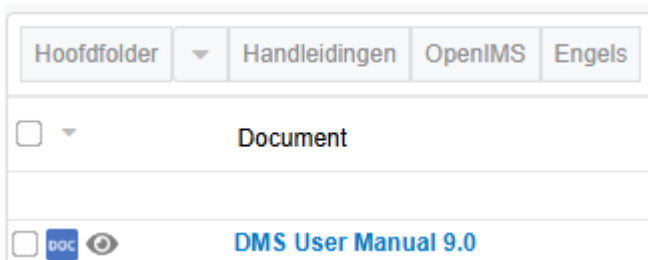 Hoofdfolder Handleidingen OpenIMS Engels
Document
DOC DMS User Manual 9.0